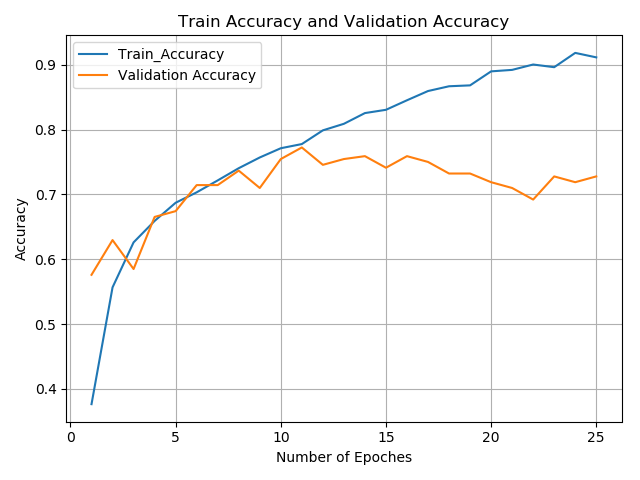 Train Accuracy and Validation Accuracy
Train_Accuracy
Validation Accuracy
0.9
0.8
0.7
0.6
0.5
0.4
Accuracy
0 5 10 15 20 25
Number of Epoches